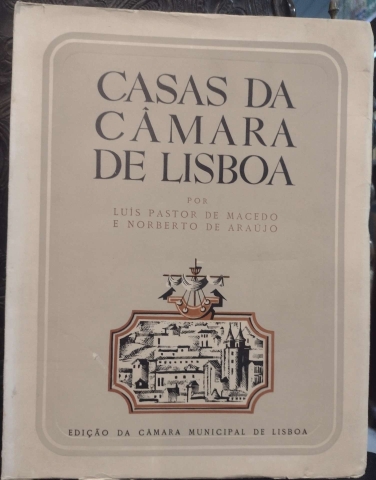 CASAS DA
CÂMARA
DE LISBOA
POR
LUÍS PASTOR DE MACEDO
E NORBERTO DE ARAÚJO
EDIÇÃO DA CÂMARA MUNICIPAL DE LISBOA